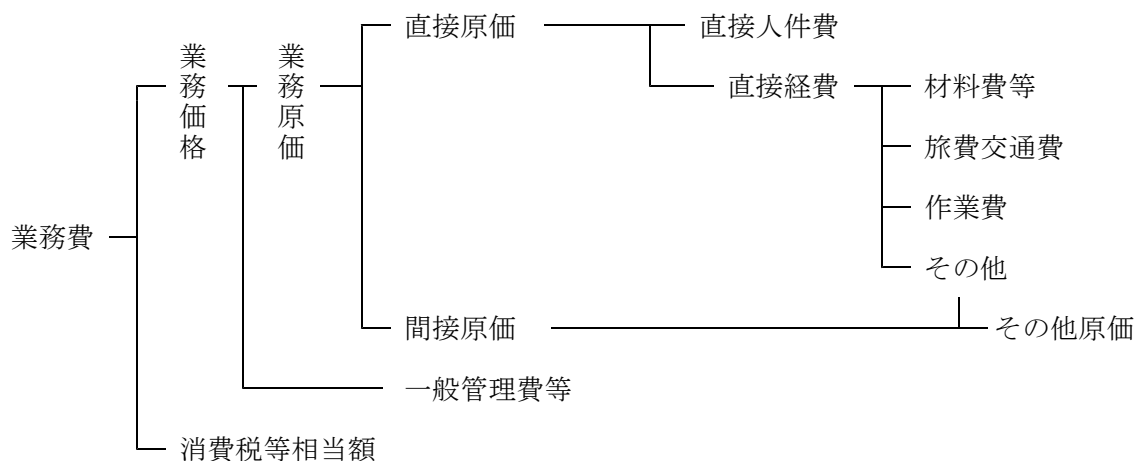 業務費
業務価格
業務原価
直接原価
直接人件費
直接経費
材料費等
旅費交通費
作業費
その他
間接原価
その他原価
一般管理費等
消費税等相当額